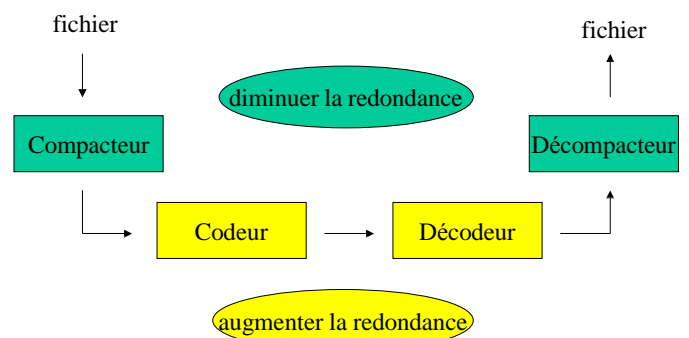 fichier
fichier
diminuer la redondance
Compacteur
Décompacteur
Codeur
Décodeur
augmenter la redondance